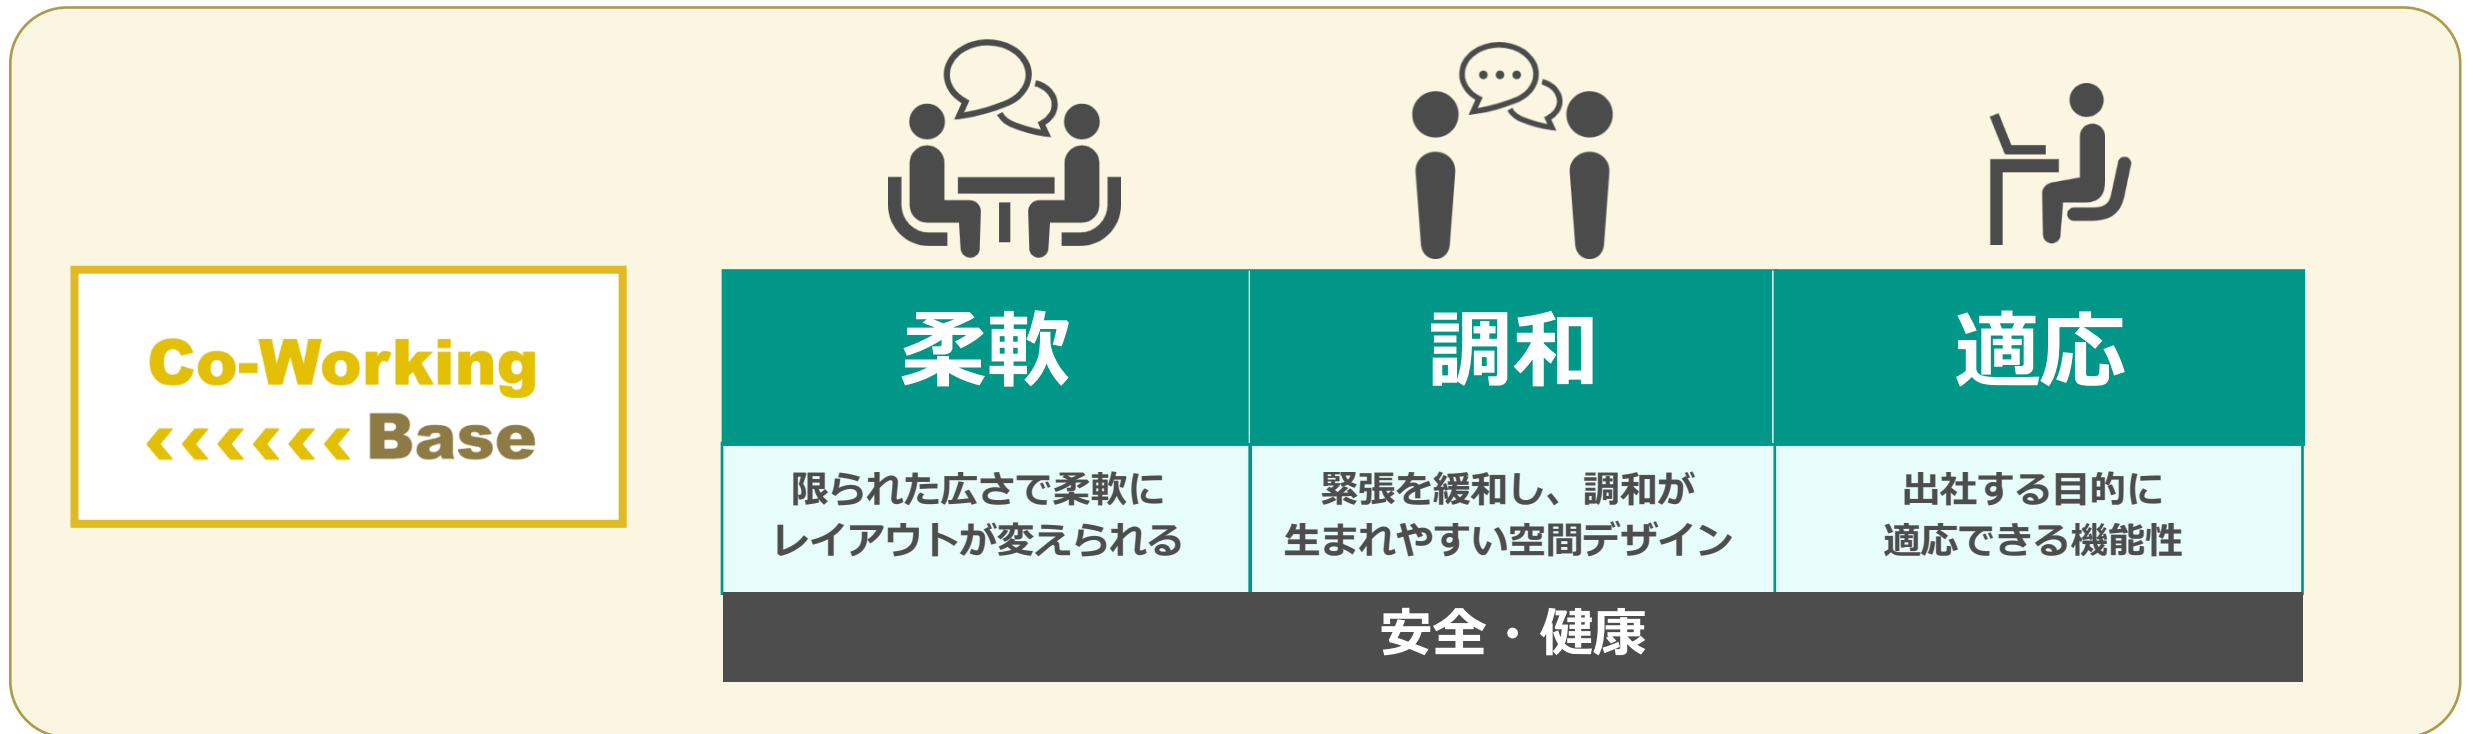 Co-Working
Base
柔軟
調和
適応
限られた広さで柔軟に
レイアウトが変えられる
緊張を緩和し、調和が
生まれやすい空間デザイン
出社する目的に
適応できる機能性
安全・健康